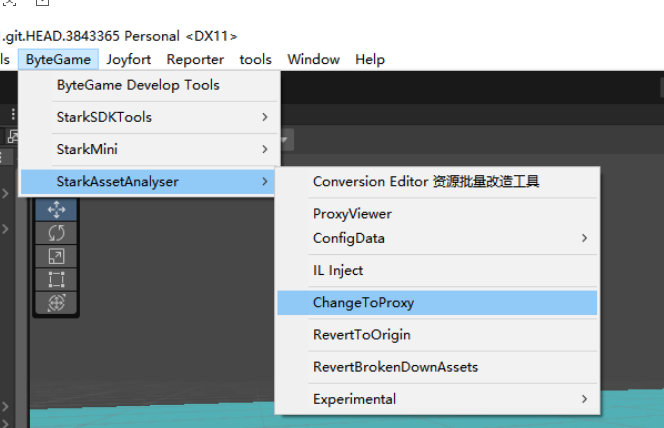 .git.HEAD.3843365 Personal <DX11>
ls ByteGame Joyfort Reporter tools Window Help
ByteGame Develop Tools
StarkSDKTools
StarkMini
StarkAssetAnalyser
Conversion Editor 资源批量改造工具
ProxyViewer
ConfigData
IL Inject
ChangeToProxy
RevertToOrigin
RevertBrokenDownAssets
Experimental